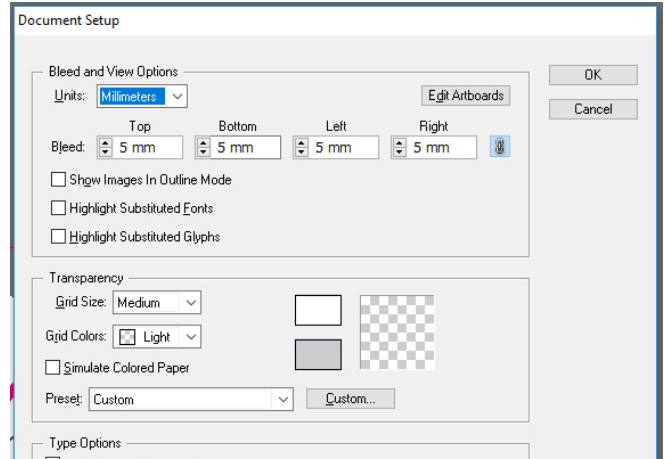 Document Setup
Bleed and View Options
OK
Units: Millimeters
Edit Artboards
Cancel
Top Bottom Left Right
Bleed: 5 mm 5 mm 5 mm 5 mm
Show Images In Outline Mode
Highlight Substituted Fonts
Highlight Substituted Glyphs
Transparency
Grid Size: Medium
Grid Colors: Light
Simulate Colored Paper
Preset: Custom Custom...
Type Options